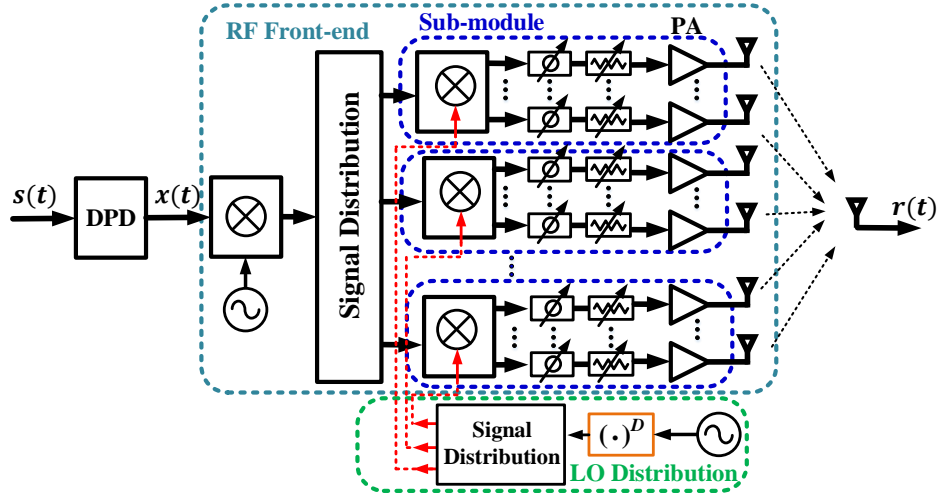 RF Front-end
Sub-module
PA
s(t)
DPD
x(t)
Signal Distribution
r(t)
Signal
Distribution
(·)^D
LO Distribution